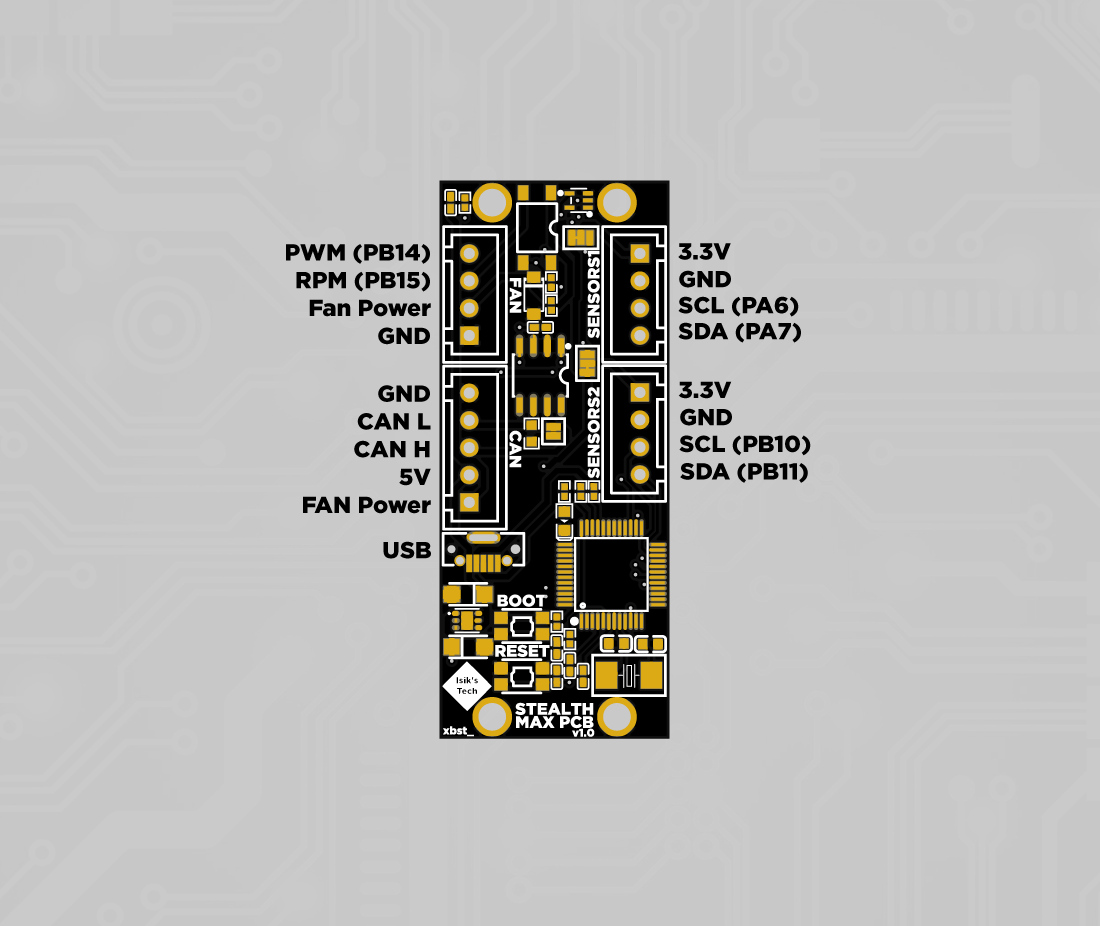 PWM (PB14)
RPM (PB15)
Fan Power
GND
GND
CAN L
CAN H
5V
FAN Power
USB
3.3V
GND
SCL (PA6)
SDA (PA7)
3.3V
GND
SCL (PB10)
SDA (PB11)
FAN
SENSORS1
CAN
SENSORS2
BOOT
RESET
Isik's
Tech
STEALTH
MAX PCB
v1.0
xbst_